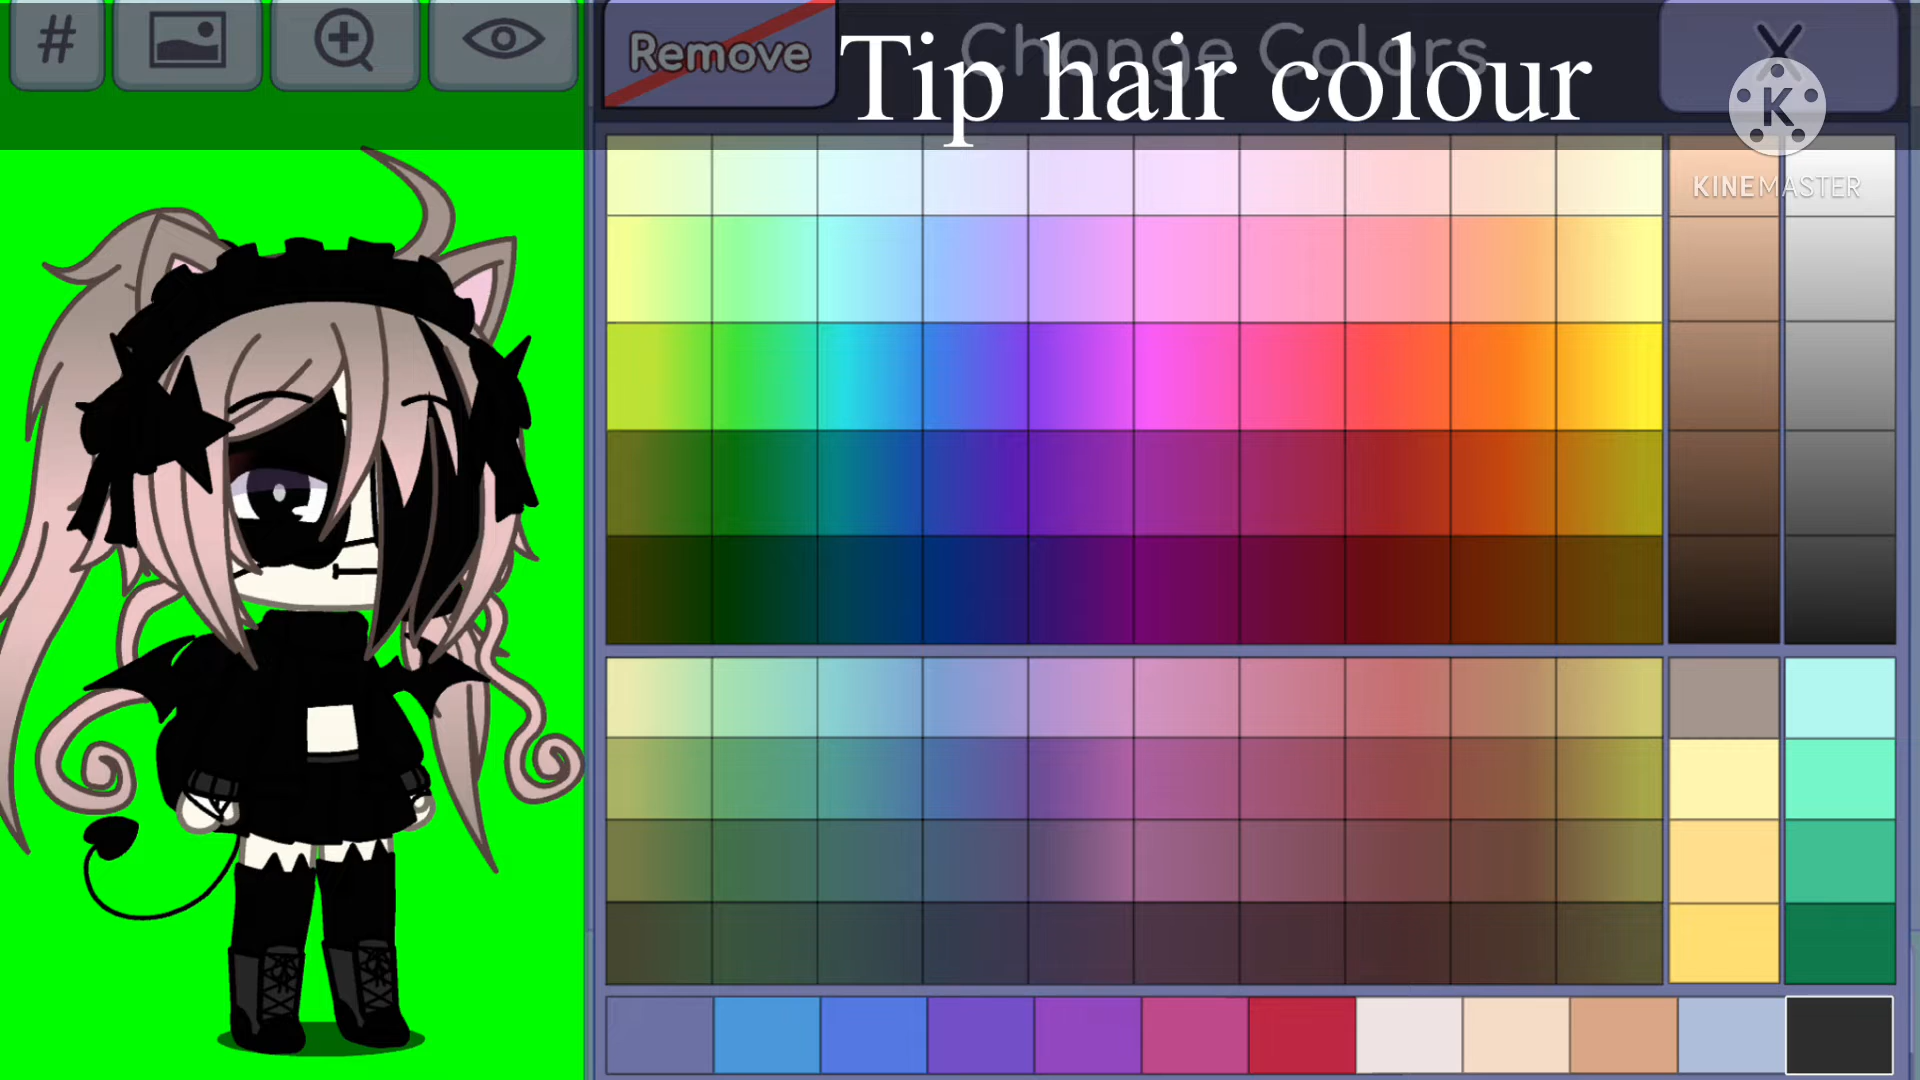 #
Remove
Change Colors
X
Tip hair colour
K
KINEMASTER